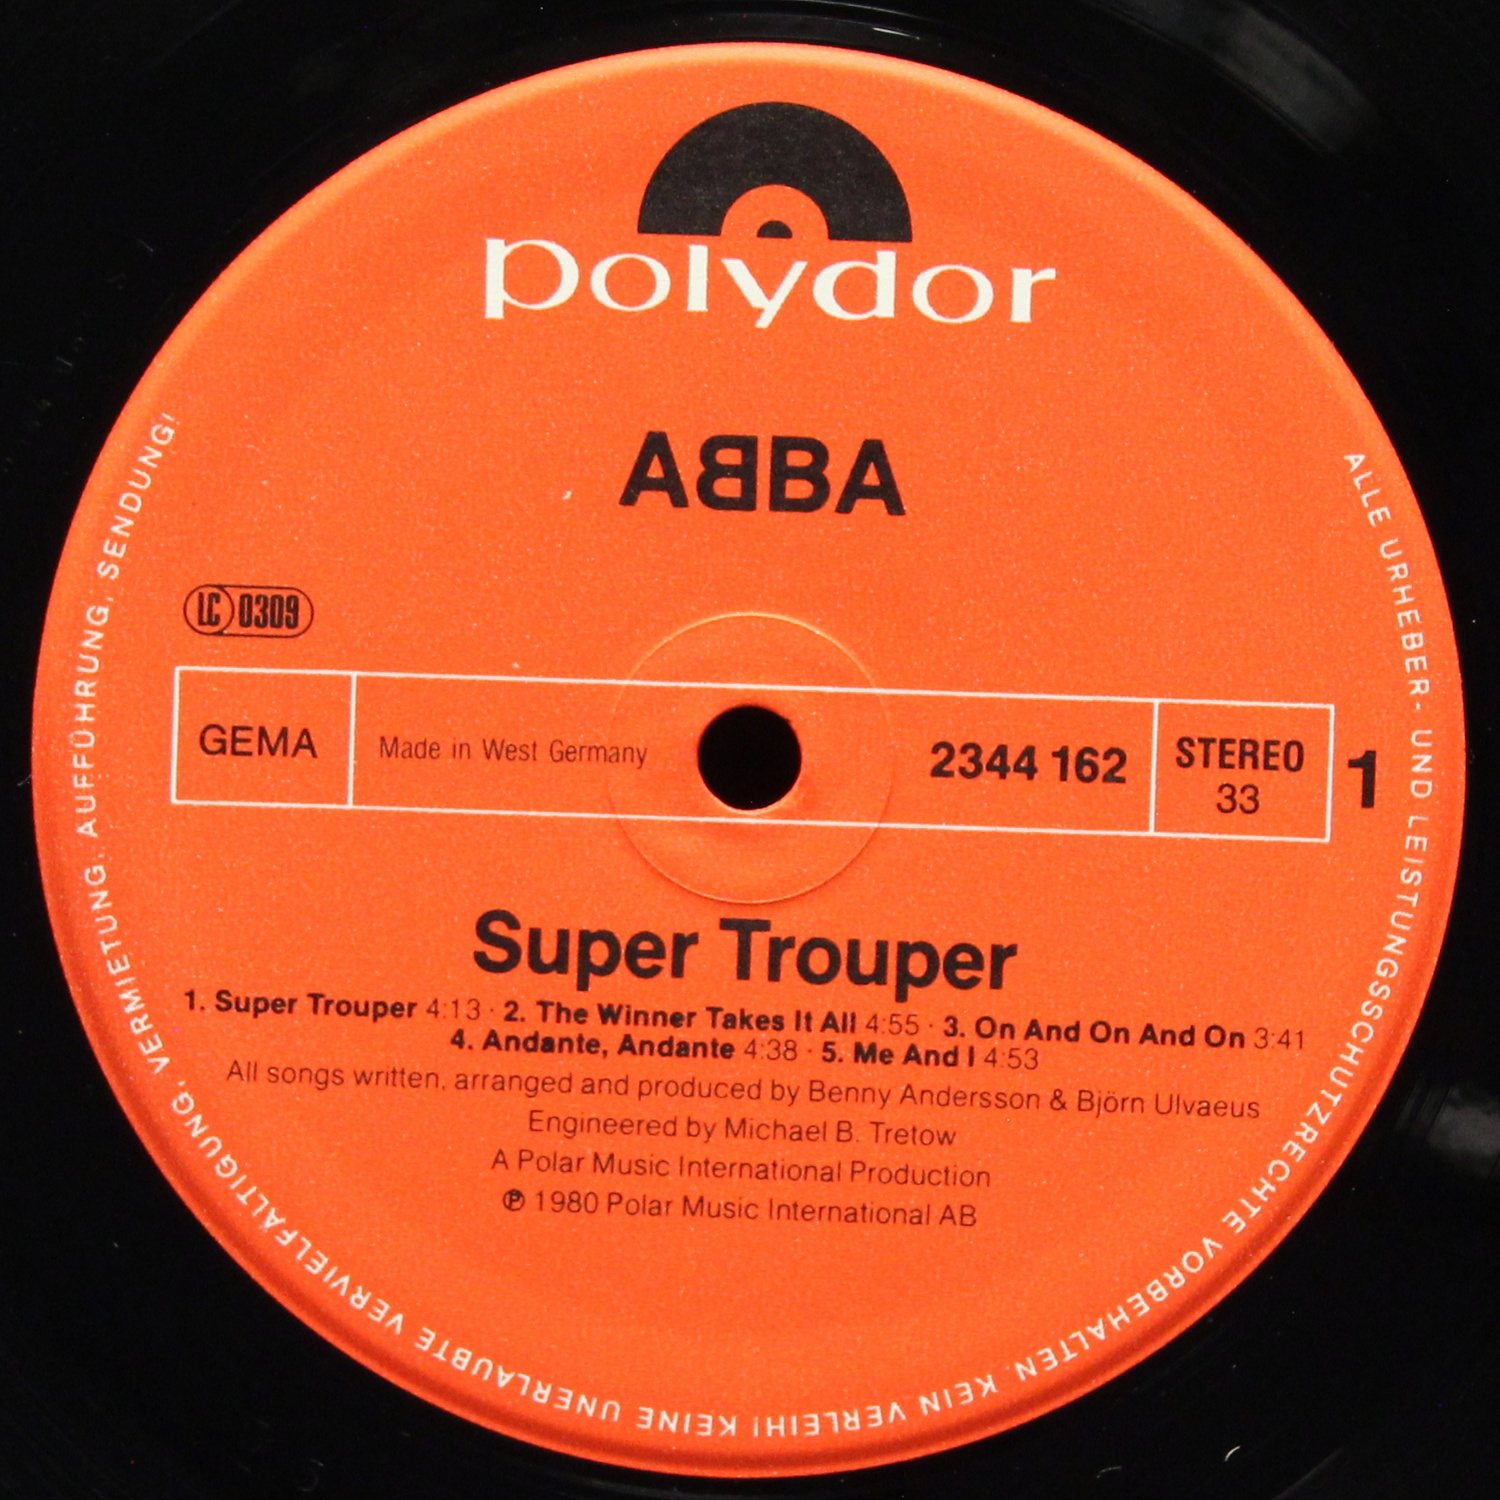 polydor
ABBA
LC 0309
GEMA
Made in West Germany
2344 162
STEREO
33
1
Super Trouper
1. Super Trouper 4:13 · 2. The Winner Takes It All 4:55 · 3. On And On And On 3:41
4. Andante, Andante 4:38 · 5. Me And I 4:53
All songs written, arranged and produced by Benny Andersson & Björn Ulvaeus
Engineered by Michael B. Tretow
A Polar Music International Production
℗ 1980 Polar Music International AB
ALLE URHEBER- UND LEISTUNGSSCHUTZRECHTE VORBEHALTEN. KEIN VERLEIH! KEINE UNERLAUBTE VERVIELFÄLTIGUNG, VERMIETUNG, AUFFÜHRUNG, SENDUNG!